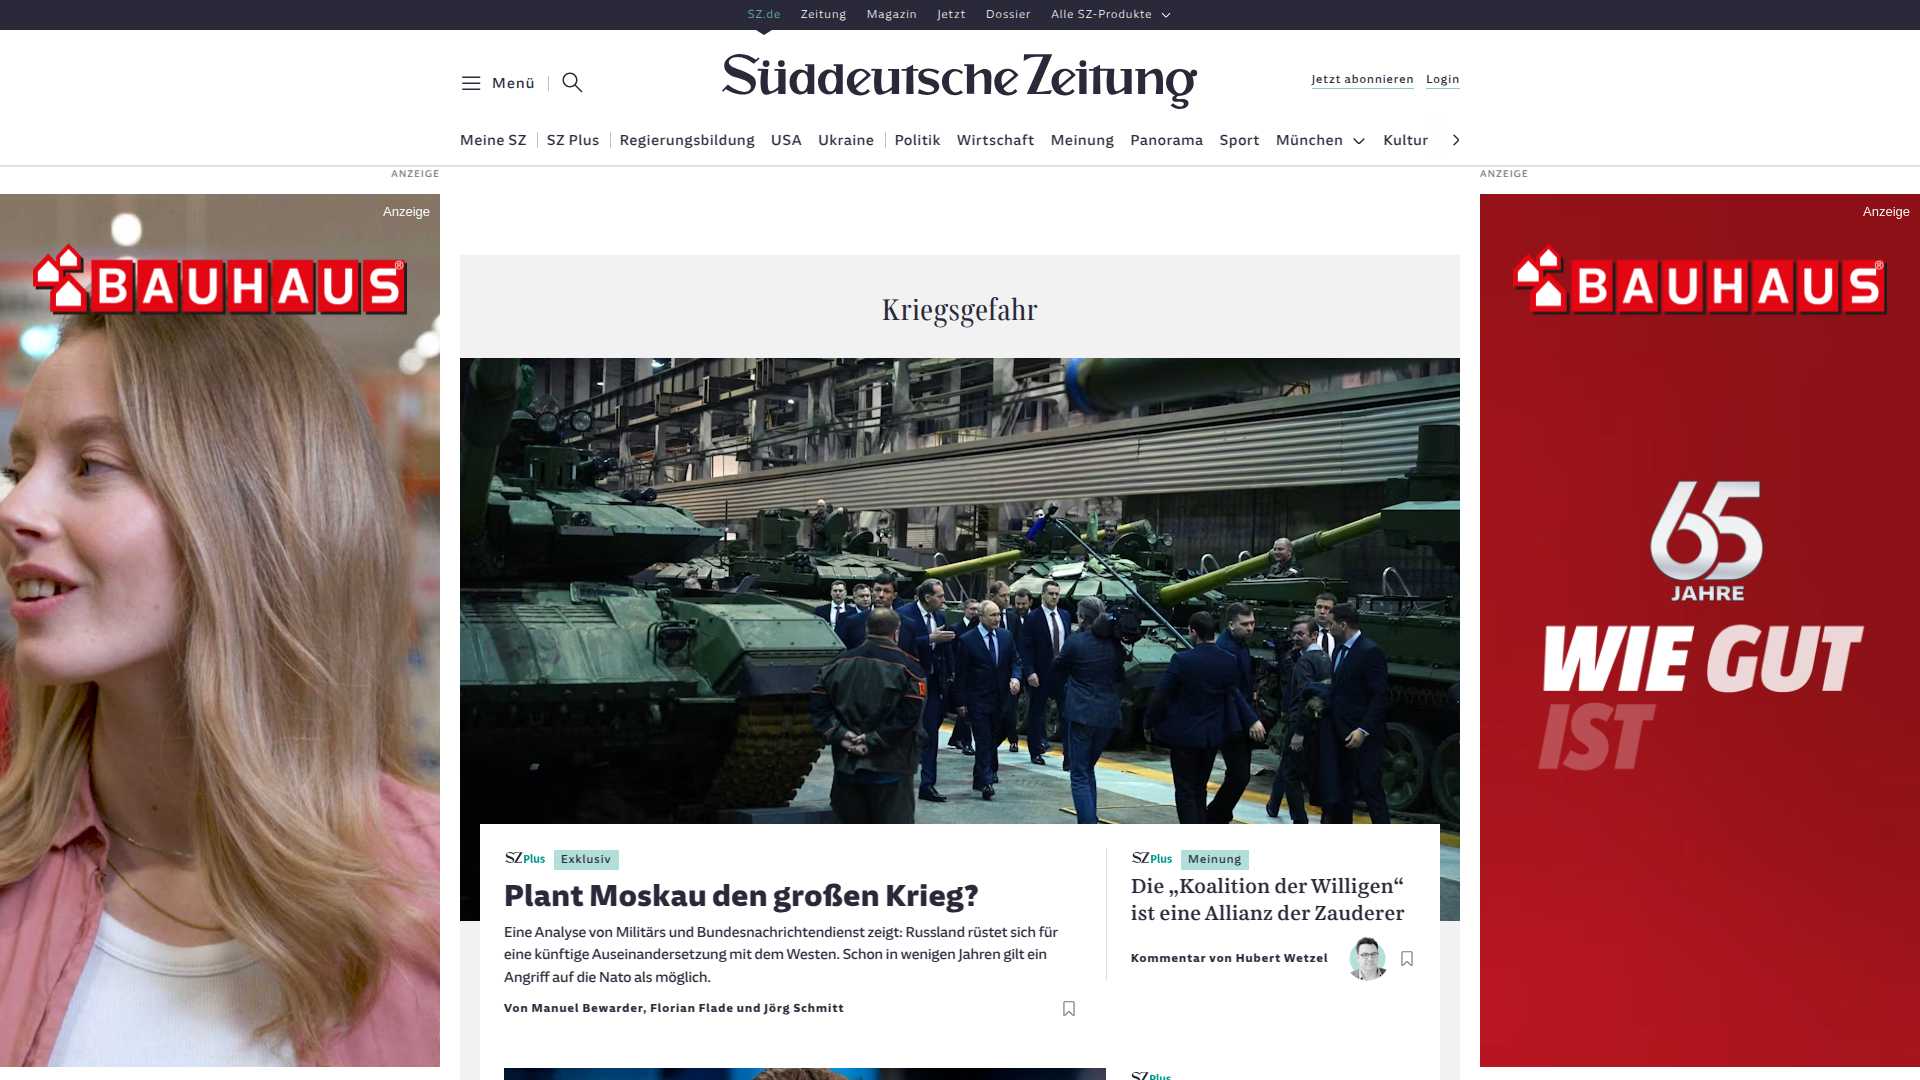 SZ.de Zeitung Magazin Jetzt Dossier Alle SZ-Produkte
Menü
Süddeutsche Zeitung
Jetzt abonnieren Login
Meine SZ SZ Plus Regierungsbildung USA Ukraine Politik Wirtschaft Meinung Panorama Sport München Kultur
ANZEIGE
ANZEIGE
Anzeige
BAUHAUS®
Anzeige
BAUHAUS®
65
JAHRE
WIE GUT
IST
Kriegsgefahr
SZ Plus Exklusiv
Plant Moskau den großen Krieg?
Eine Analyse von Militärs und Bundesnachrichtendienst zeigt: Russland rüstet sich für
eine künftige Auseinandersetzung mit dem Westen. Schon in wenigen Jahren gilt ein
Angriff auf die Nato als möglich.
Von Manuel Bewarder, Florian Flade und Jörg Schmitt
SZ Plus Meinung
Die „Koalition der Willigen“
ist eine Allianz der Zauderer
Kommentar von Hubert Wetzel
SZ Plus